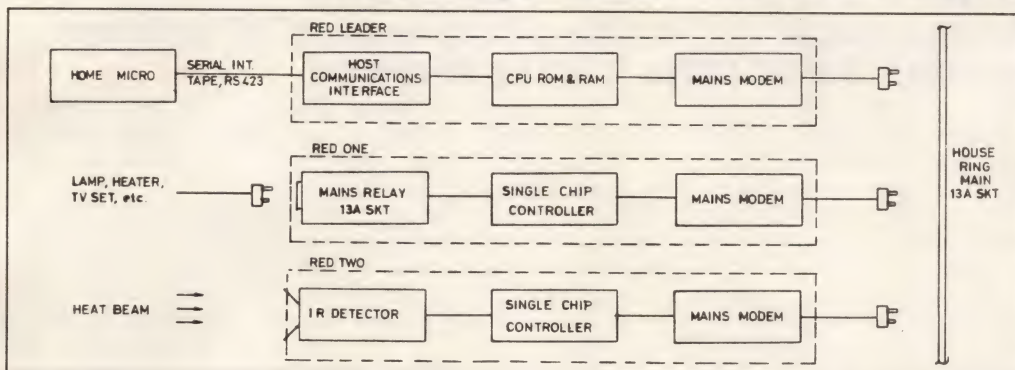 RED LEADER
HOME MICRO
SERIAL INT.
TAPE, RS423
HOST
COMMUNICATIONS
INTERFACE
CPU ROM & RAM
MAINS MODEM
RED ONE
LAMP, HEATER,
TV SET, etc.
MAINS RELAY
13A SKT
SINGLE CHIP
CONTROLLER
MAINS MODEM
RED TWO
HEAT BEAM
IR DETECTOR
SINGLE CHIP
CONTROLLER
MAINS MODEM
HOUSE
RING
MAIN
13A SKT